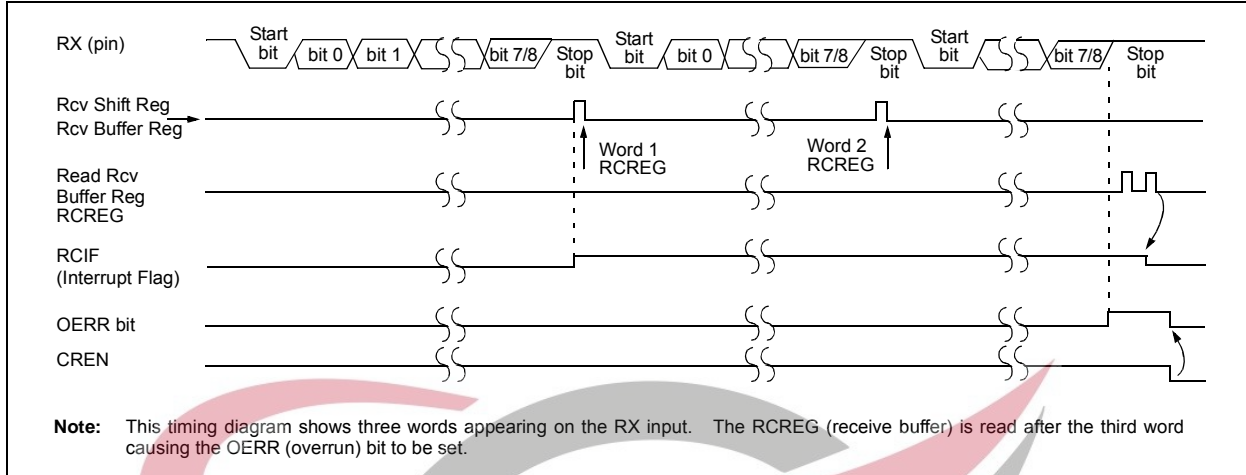 RX (pin)
Start bit
bit 0
bit 1
bit 7/8
Stop bit
Start bit
bit 0
bit 7/8
Stop bit
Start bit
bit 7/8
Stop bit
Rcv Shift Reg
Rcv Buffer Reg
Word 1
RCREG
Word 2
RCREG
Read Rcv
Buffer Reg
RCREG
RCIF
(Interrupt Flag)
OERR bit
CREN
Note: This timing diagram shows three words appearing on the RX input. The RCREG (receive buffer) is read after the third word
causing the OERR (overrun) bit to be set.